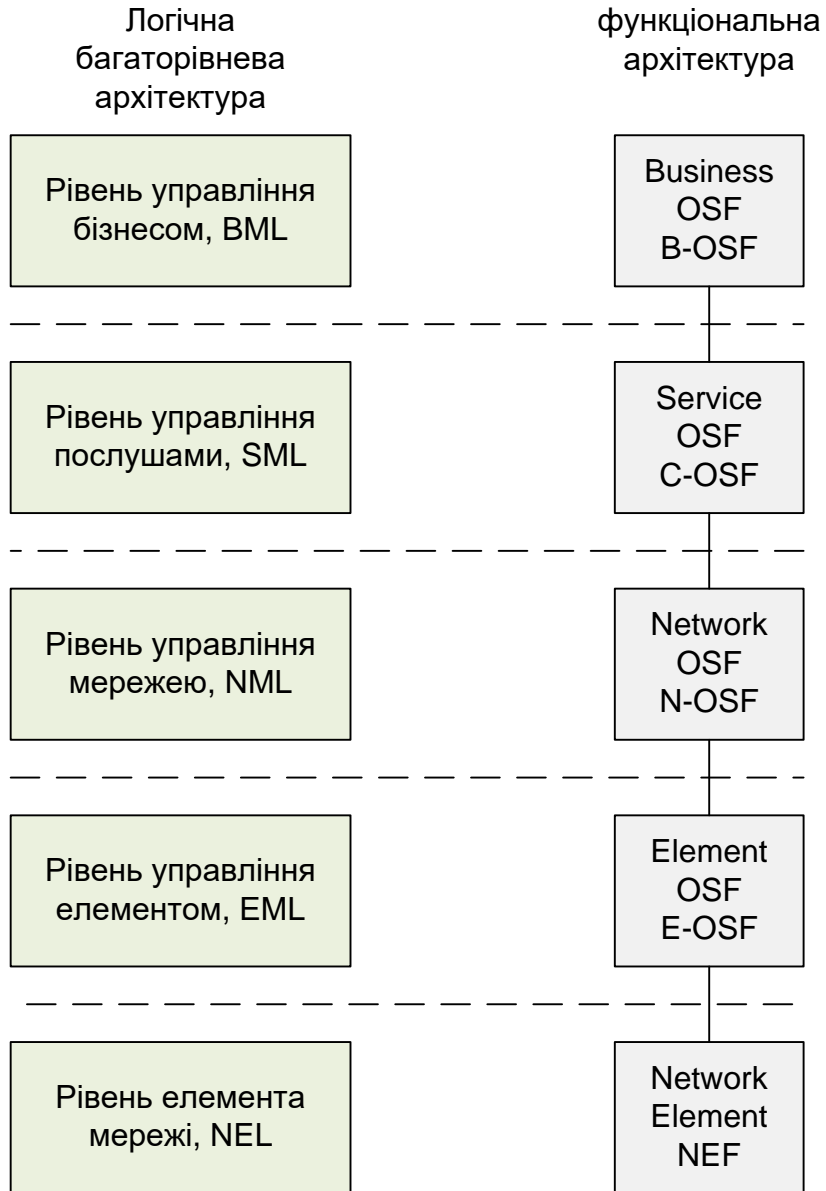 Логічна
багаторівнева
архітектура
функціональна
архітектура
Рівень управління
бізнесом, BML
Business
OSF
B-OSF
Рівень управління
послушами, SML
Service
OSF
C-OSF
Рівень управління
мережею, NML
Network
OSF
N-OSF
Рівень управління
елементом, EML
Element
OSF
E-OSF
Рівень елемента
мережі, NEL
Network
Element
NEF